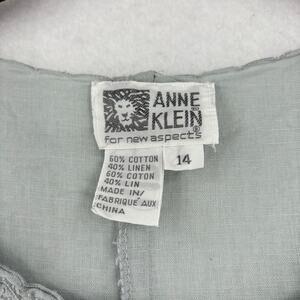 ANNE
KLEIN®
for new aspects
60% COTTON
40% LINEN
60% COTON
40% LIN
MADE IN/
FABRIQUE AUX
CHINA
14